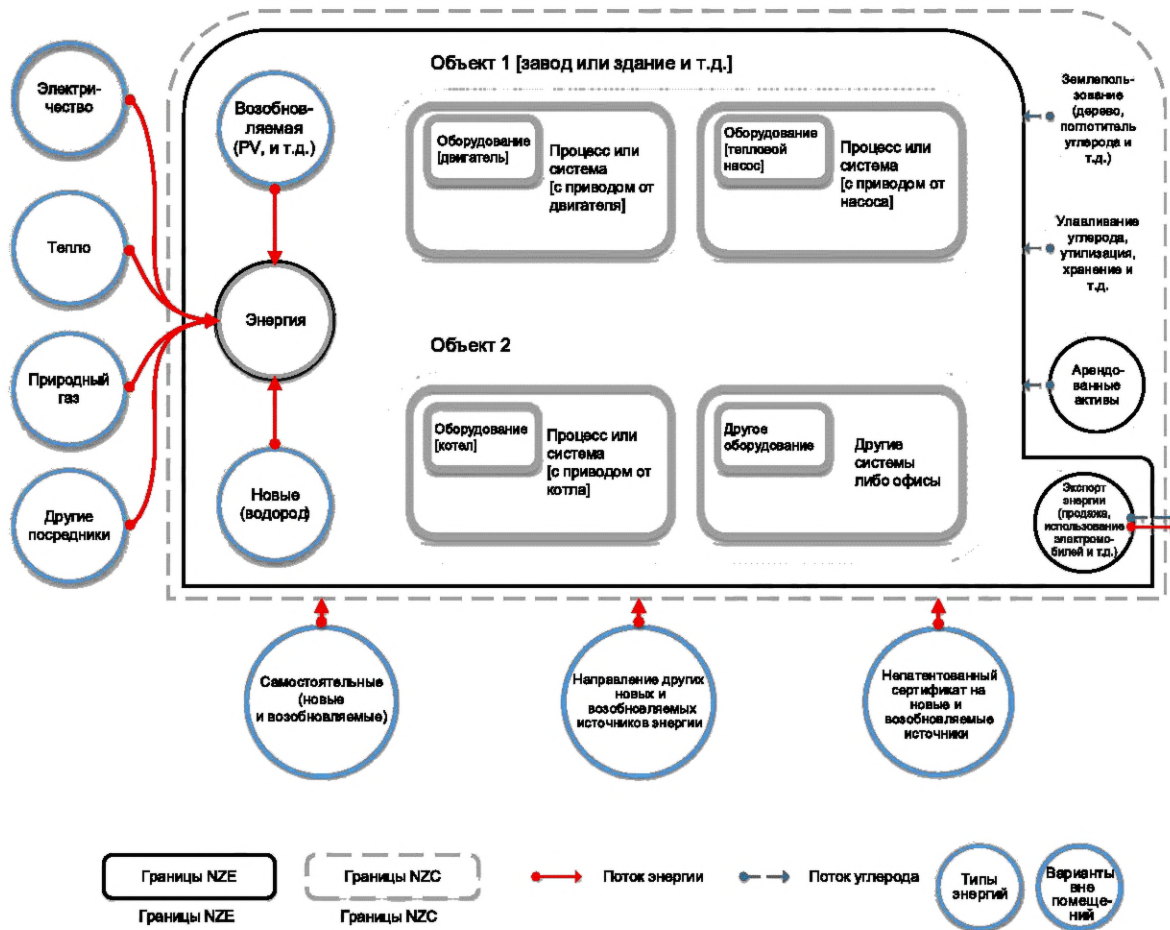 Электри-
чество
Тепло
Природный
газ
Другие
посредники
Возобнов-
ляемая
(PV, и т.д.)
Энергия
Новые
(водород)
Объект 1 [завод или здание и т.д.]
Оборудование
[двигатель]
Процесс или
система
[с приводом от
двигателя]
Оборудование
[тепловой
насос]
Процесс или
система
[с приводом от
насоса]
Объект 2
Оборудование
[котел]
Процесс или
система
[с приводом от
котла]
Другое
оборудование
Другие
системы
либо офисы
Землеполь-
зование
(дерево,
поглотитель
углерода и
т.д.)
Улавливание
углерода,
утилизация,
хранение и
т.д.
Арендо-
ванные
активы
Экспорт
энергии
(продажа,
использование
электромо-
билей и т.д.)
Самостоятельные
(новые
и возобновляемые)
Направление других
новых и
возобновляемых
источников энергии
Непатентованный
сертификат на
новые и
возобновляемые
источники
Границы NZE
Границы NZE
Границы NZC
Границы NZC
Поток энергии
Поток углерода
Типы
энергий
Варианты
вне
помеще-
ний